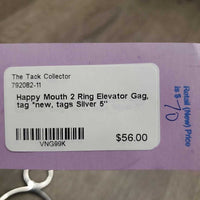 The Tack Collector
792082-11
Happy Mouth 2 Ring Elevator Gag,
tag *new, tags Silver 5"
$56.00
VNG99K
Retail (New) Price
is $ 70